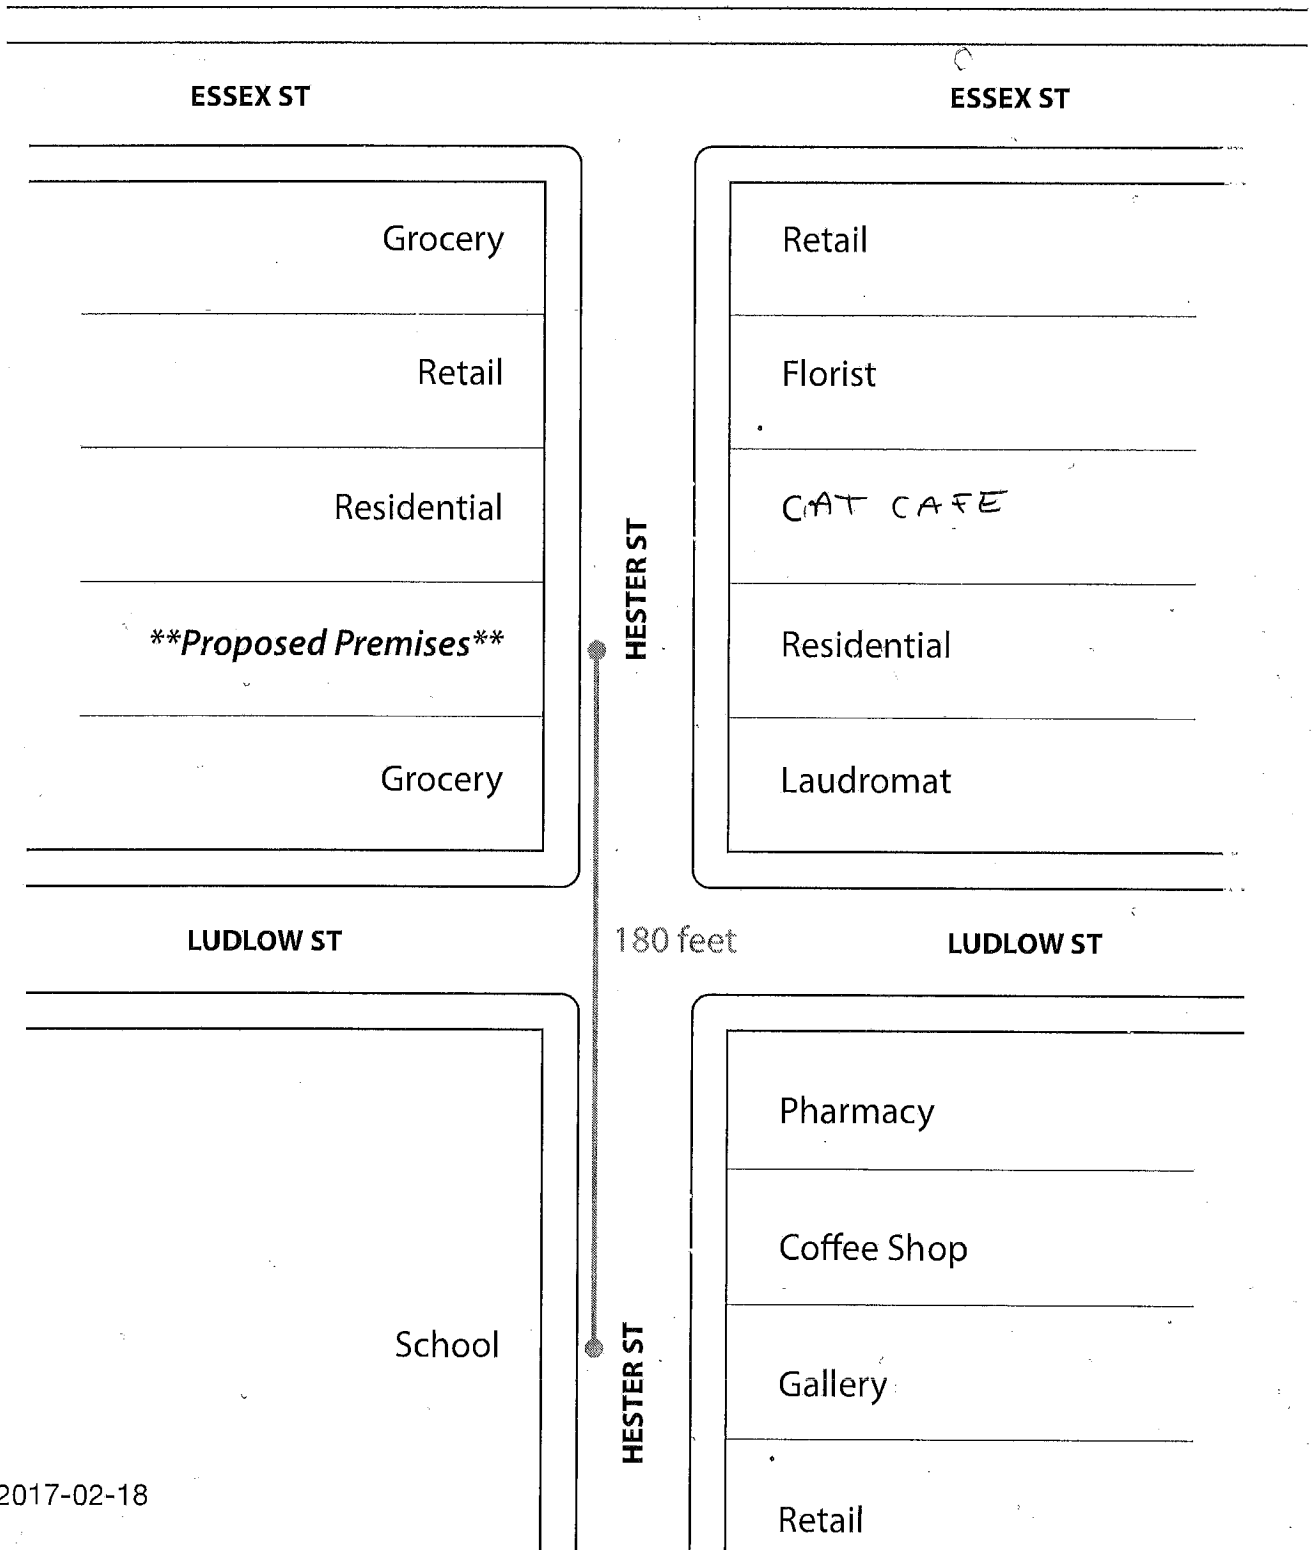 ESSEX ST
ESSEX ST
Grocery
Retail
Retail
Florist
Residential
CAT CAFE
HESTER ST
**Proposed Premises**
Residential
Grocery
Laudromat
LUDLOW ST
180 feet
LUDLOW ST
Pharmacy
Coffee Shop
School
HESTER ST
Gallery
2017-02-18
Retail